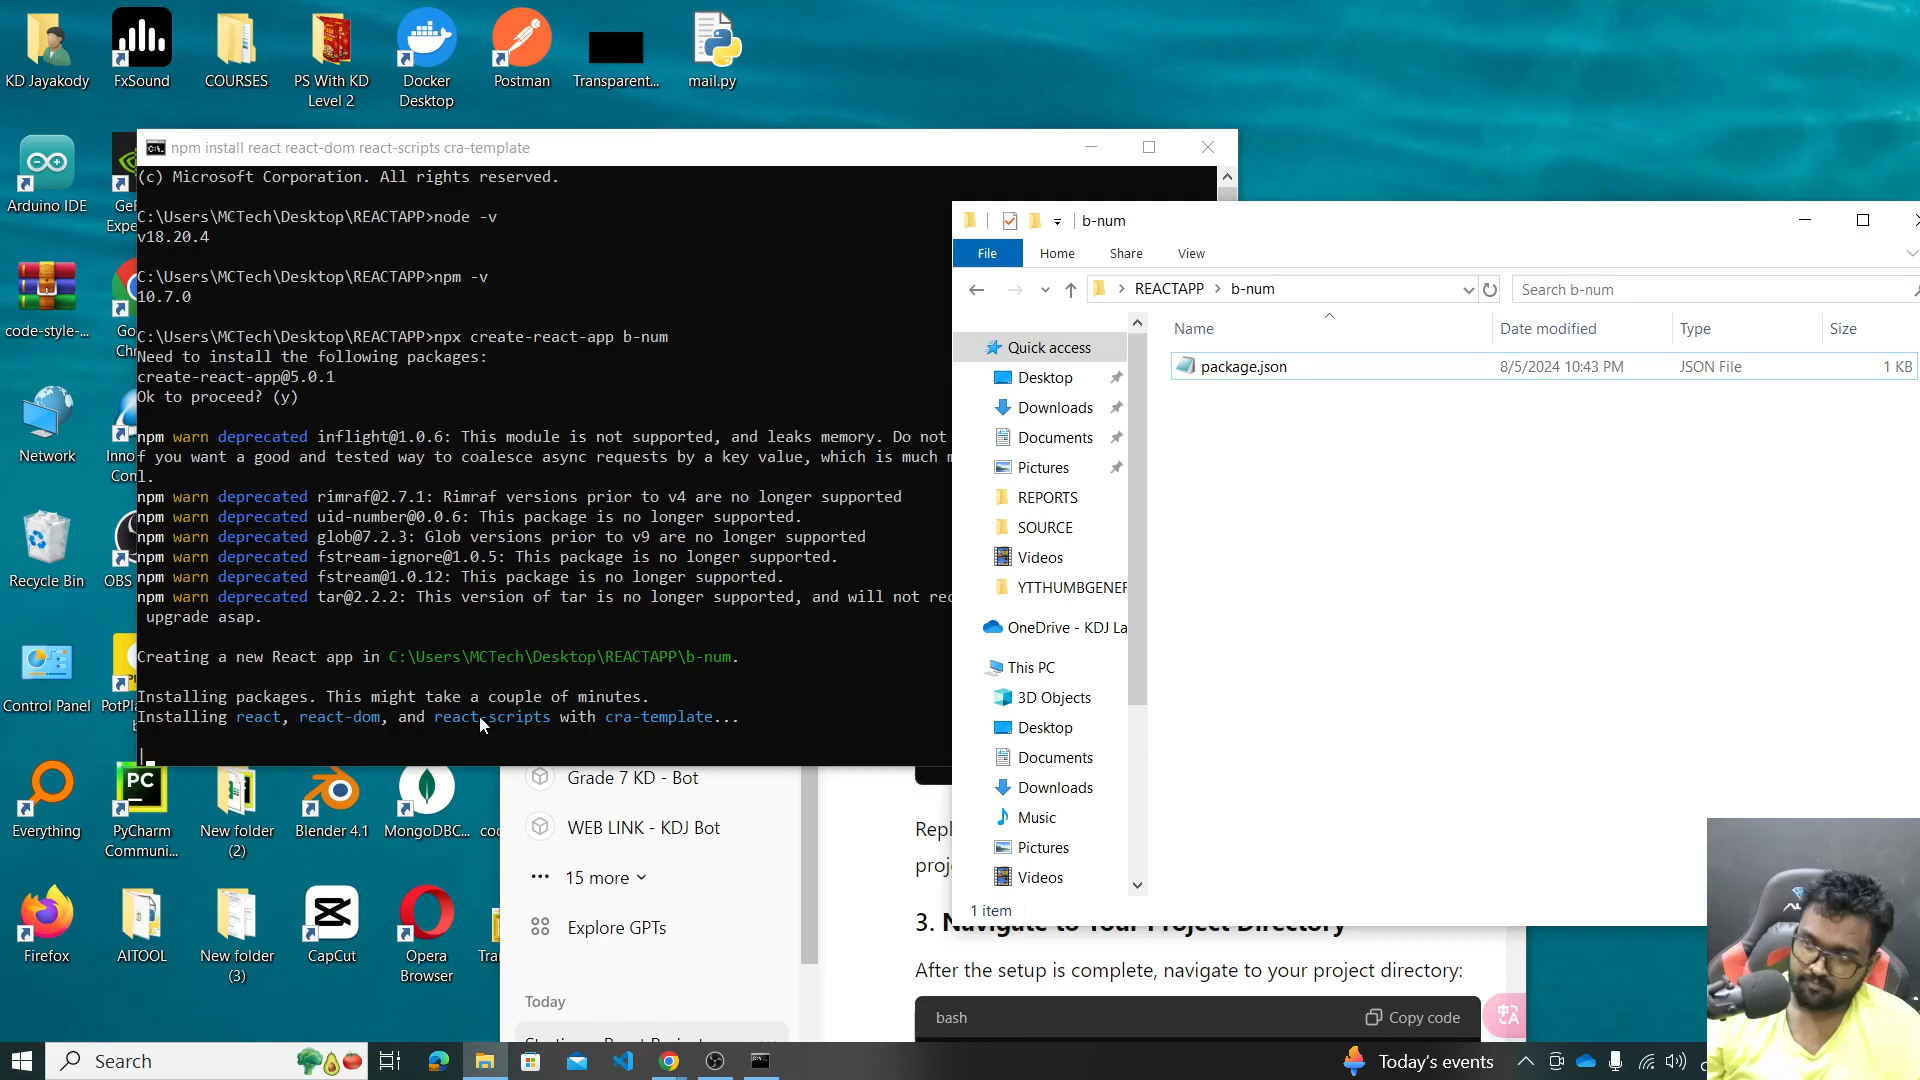 KD Jayakody
FxSound
COURSES
PS With KD
Level 2
Docker
Desktop
Postman
Transparent...
mail.py
Arduino IDE
code-style-...
Network
Recycle Bin
OBS
Control Panel
npm install react react-dom react-scripts cra-template
(c) Microsoft Corporation. All rights reserved.
C:\Users\MCTech\Desktop\REACTAPP>node -v
v18.20.4
C:\Users\MCTech\Desktop\REACTAPP>npm -v
10.7.0
C:\Users\MCTech\Desktop\REACTAPP>npx create-react-app b-num
Need to install the following packages:
create-react-app@5.0.1
Ok to proceed? (y)
npm warn deprecated inflight@1.0.6: This module is not supported, and leaks memory. Do not
f you want a good and tested way to coalesce async requests by a key value, which is much m
l.
npm warn deprecated rimraf@2.7.1: Rimraf versions prior to v4 are no longer supported
npm warn deprecated uid-number@0.0.6: This package is no longer supported.
npm warn deprecated glob@7.2.3: Glob versions prior to v9 are no longer supported
npm warn deprecated fstream-ignore@1.0.5: This package is no longer supported.
npm warn deprecated fstream@1.0.12: This package is no longer supported.
npm warn deprecated tar@2.2.2: This version of tar is no longer supported, and will not rec
upgrade asap.
Creating a new React app in C:\Users\MCTech\Desktop\REACTAPP\b-num.
Installing packages. This might take a couple of minutes.
Installing react, react-dom, and react-scripts with cra-template...
b-num
File
Home
Share
View
REACTAPP
b-num
Search b-num
Name
Date modified
Type
Size
package.json
8/5/2024 10:43 PM
JSON File
1 KB
Quick access
Desktop
Downloads
Documents
Pictures
REPORTS
SOURCE
Videos
YTTHUMBGENER
OneDrive - KDJ La
This PC
3D Objects
Desktop
Documents
Downloads
Music
Pictures
Videos
1 item
Everything
PyCharm
Communi...
New folder
(2)
Blender 4.1
MongoDBC...
Firefox
AITOOL
New folder
(3)
CapCut
Opera
Browser
Grade 7 KD - Bot
WEB LINK - KDJ Bot
15 more
Explore GPTs
Today
Repl
proj
3. Navigate to Your Project Directory
After the setup is complete, navigate to your project directory:
bash
Copy code
Search
Today's events